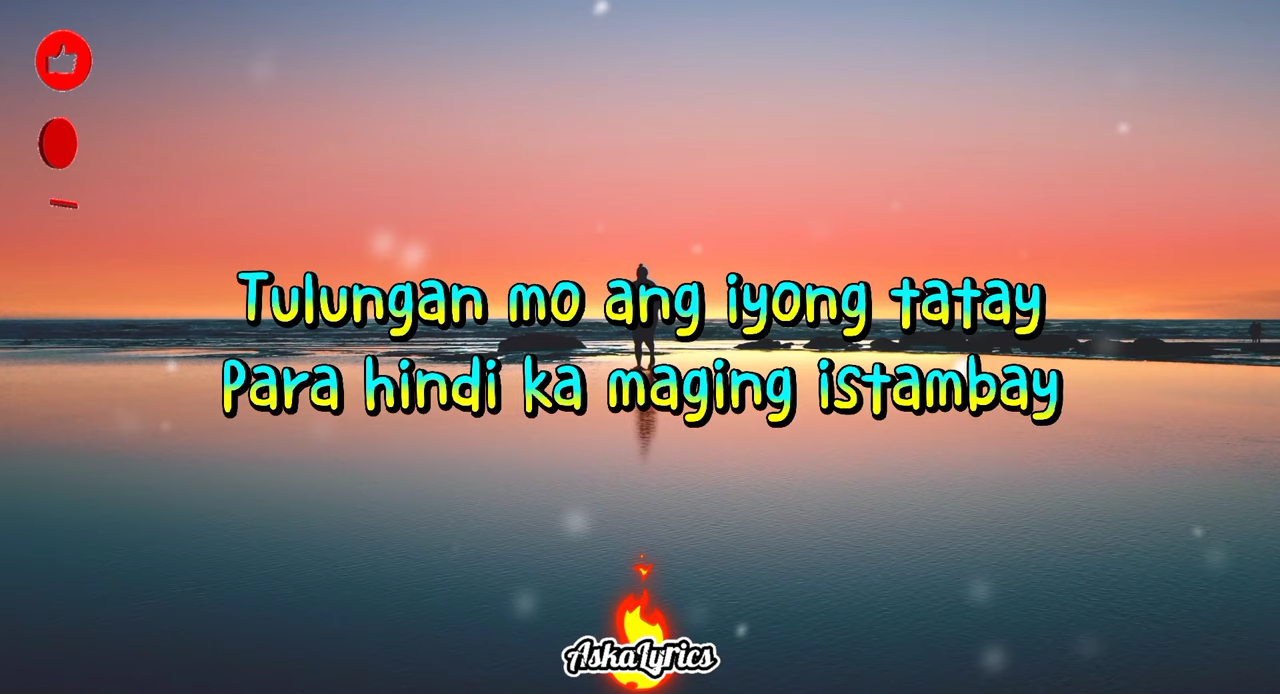 Tulungan mo ang iyong tatay
Para hindi ka maging istambay
AskaLyrics